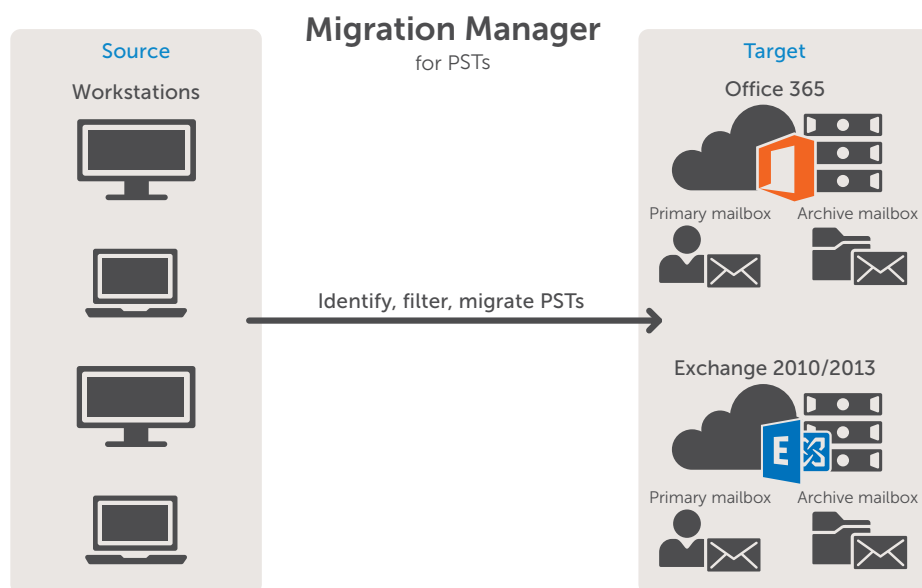 Migration Manager
for PSTs
Source
Workstations
Identify, filter, migrate PSTs
Target
Office 365
Primary mailbox
Archive mailbox
Exchange 2010/2013
E
Primary mailbox
Archive mailbox